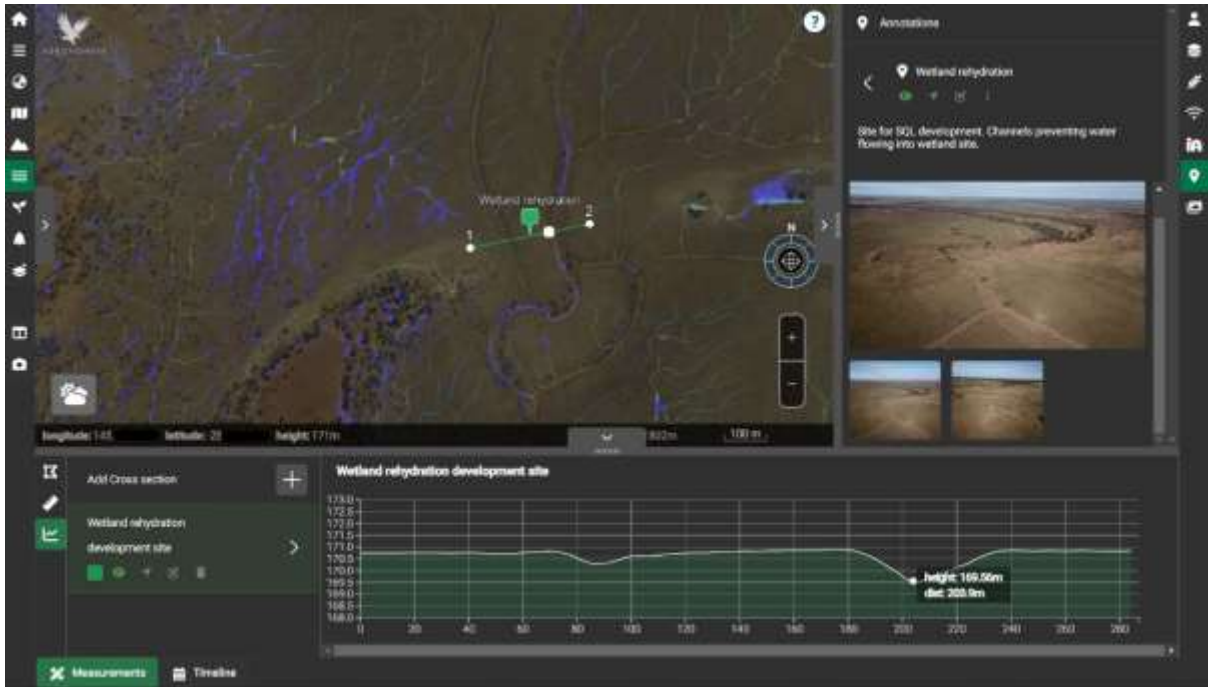 ?
Annotations
Wetland rehydration
Site for SQL development. Channels preventing water
flowing into wetland site.
Wetland rehydration
1
2
N
+
−
longitude: 145.
latitude: 25
height: 171m
100 m
Add Cross section
+
Wetland rehydration
development site
Wetland rehydration development site
173.0
172.5
172.0
171.5
171.0
170.5
170.0
169.5
169.0
168.5
168.0
height: 169.56m
0
20
40
60
80
100
120
140
160
180
200
220
240
260
280
Measurements
Timeline